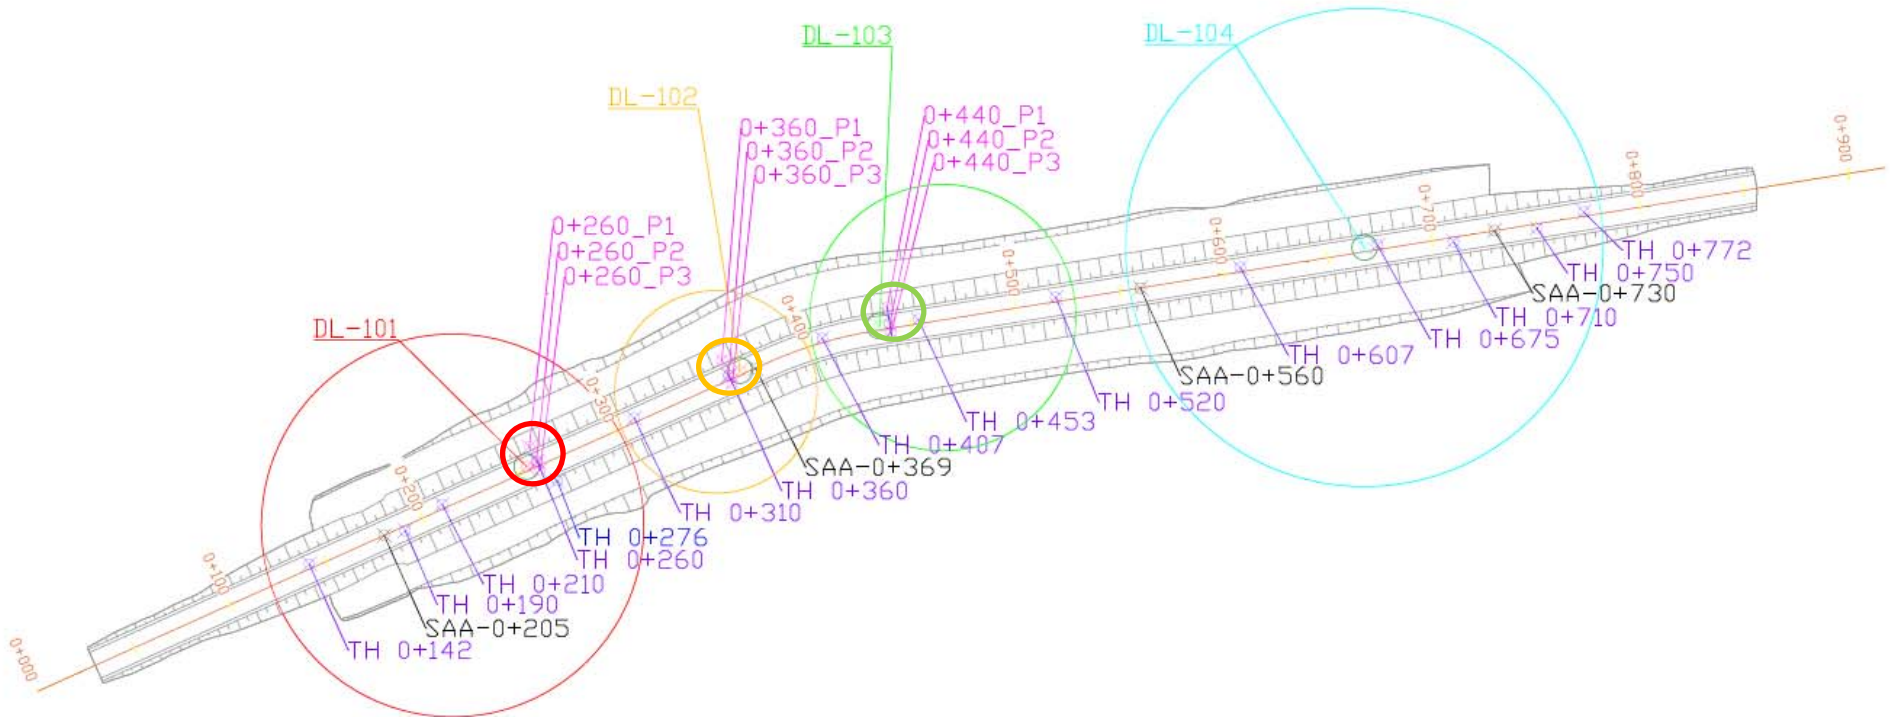 DL-101
DL-102
DL-103
DL-104
0+260_P1
0+260_P2
0+260_P3
0+360_P1
0+360_P2
0+360_P3
0+440_P1
0+440_P2
0+440_P3
0+000
0+100
0+200
0+300
0+400
0+500
0+600
0+700
0+800
0+900
TH 0+142
SAA-0+205
TH 0+190
TH 0+210
TH 0+260
TH 0+276
TH 0+310
TH 0+360
SAA-0+369
TH 0+407
TH 0+453
TH 0+520
SAA-0+560
TH 0+607
TH 0+675
TH 0+710
SAA-0+730
TH 0+750
TH 0+772